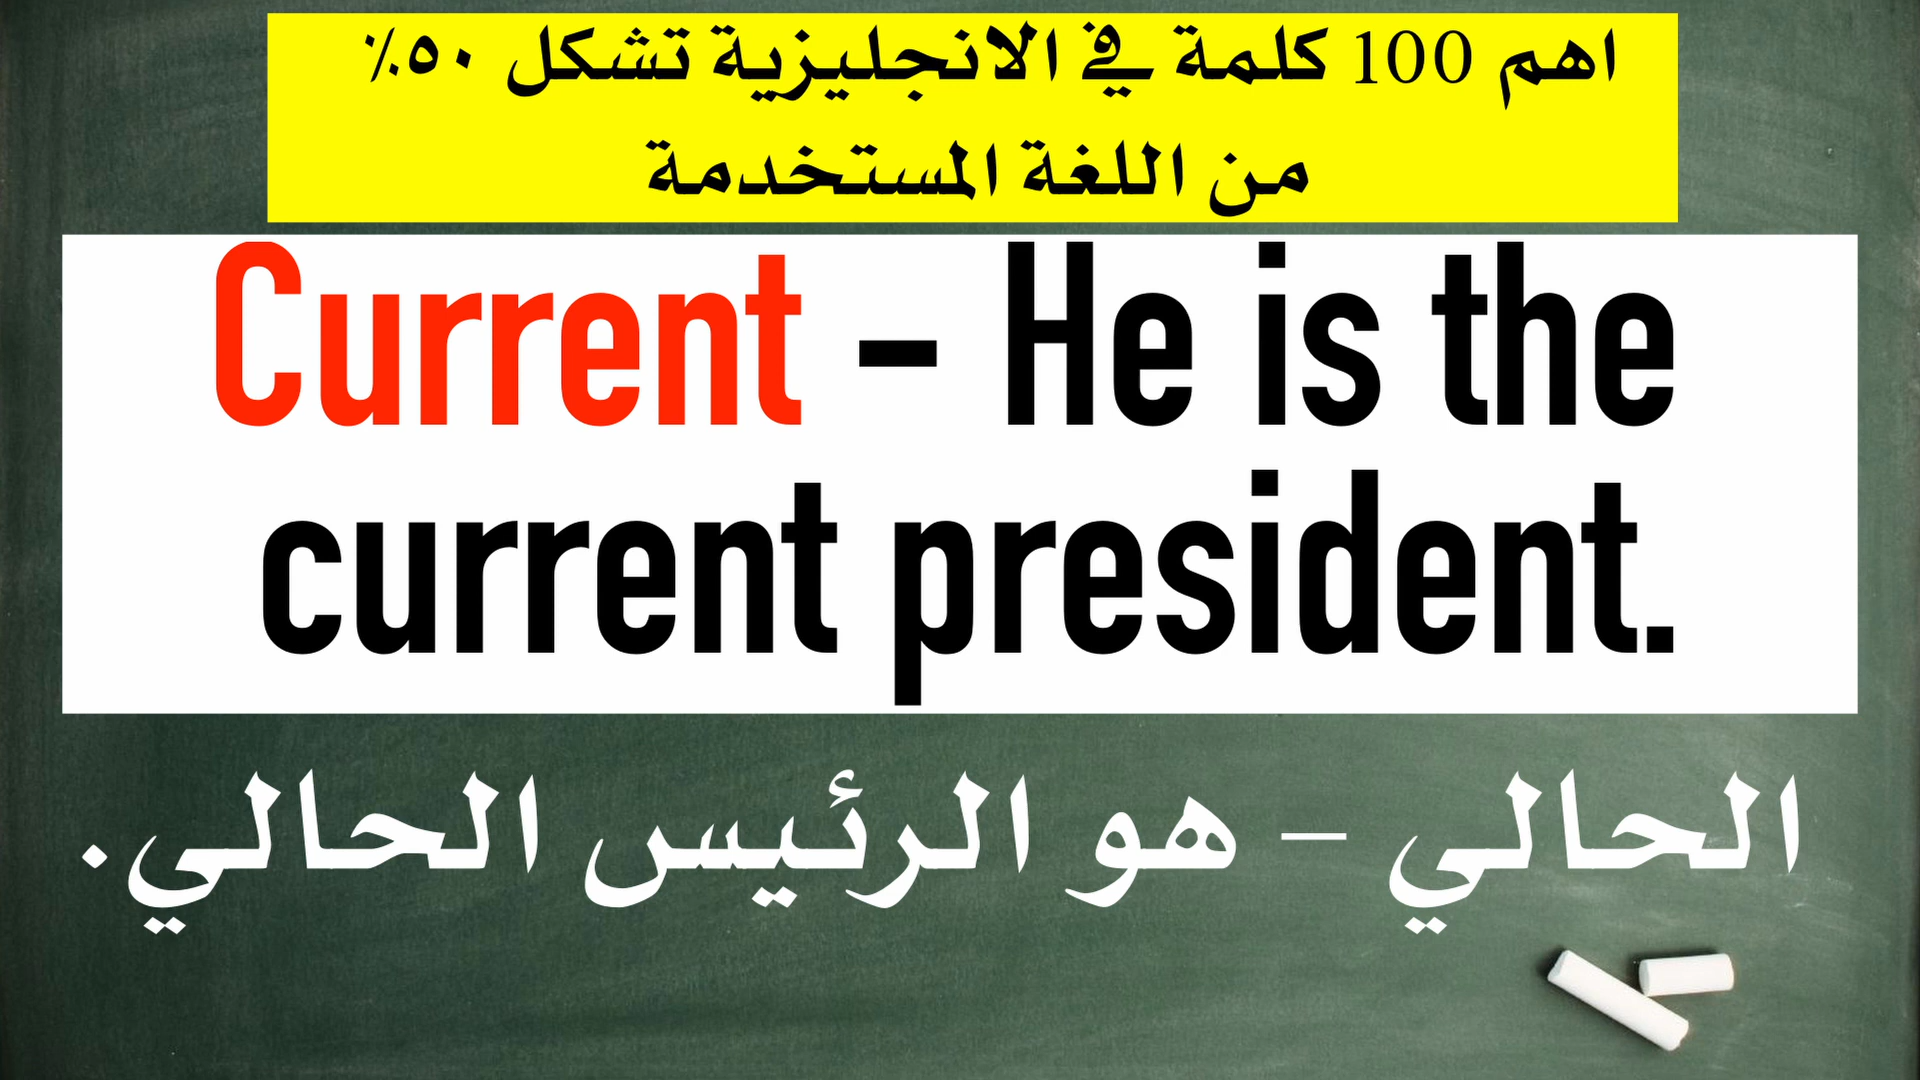 اهم 100 كلمة في الانجليزية تشكل ٥٠٪
من اللغة المستخدمة
Current – He is the
current president.
الحالي – هو الرئيس الحالي.